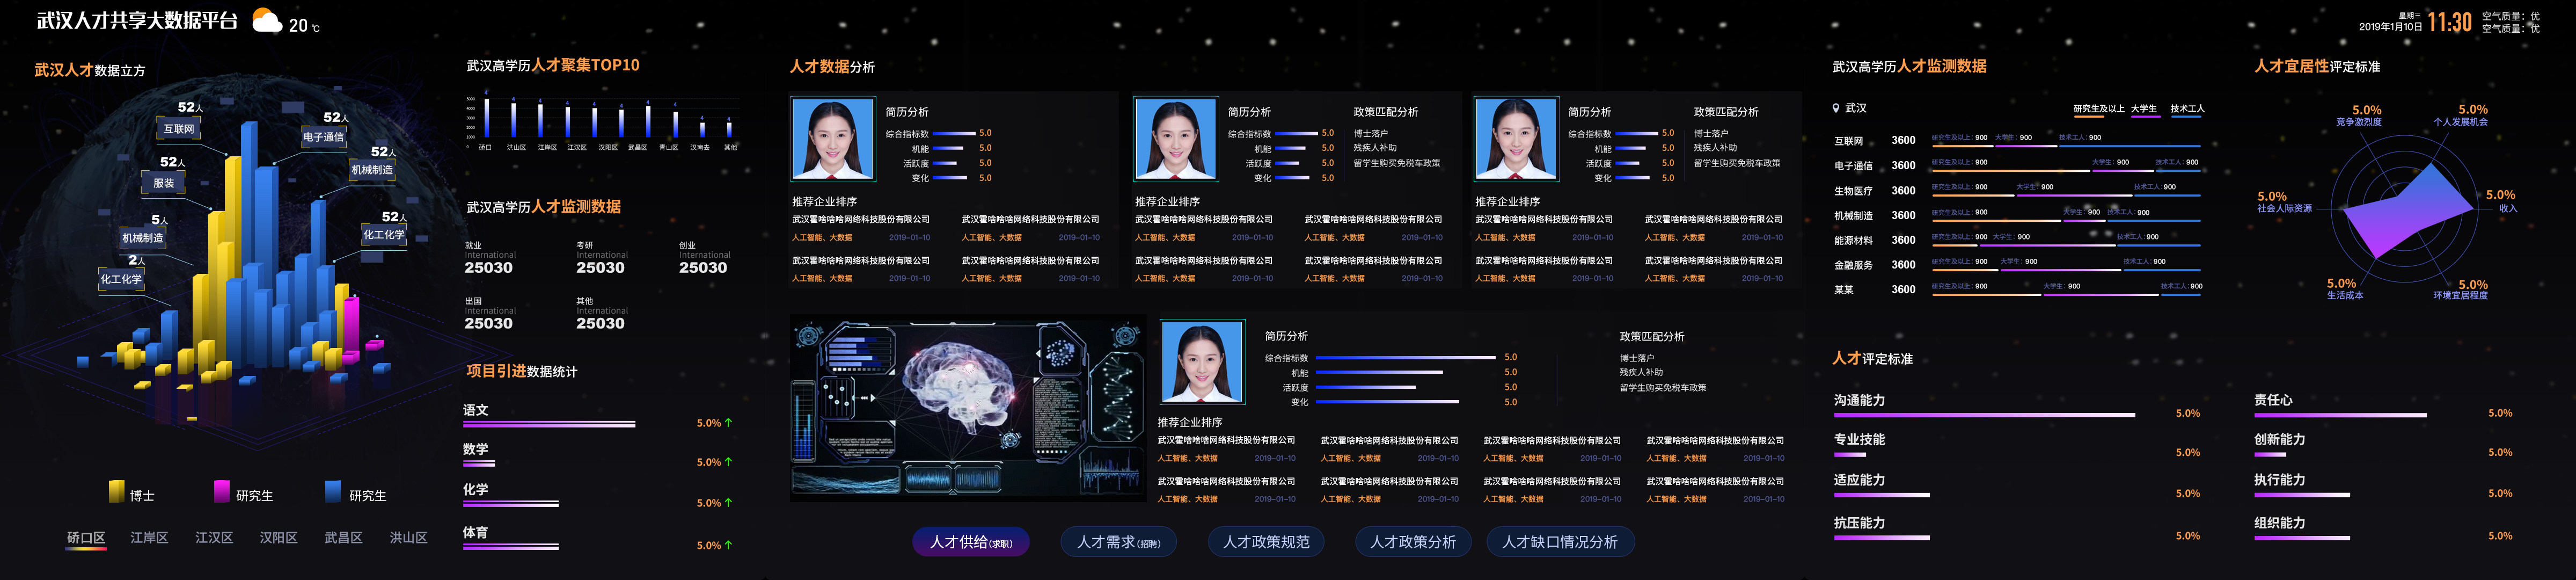 武汉人才共享大数据平台
20℃
星期三
2019年1月10日
11:30
空气质量：优
空气质量：优
武汉人才数据立方
52人
互联网
52人
电子通信
52人
服装
52人
机械制造
5人
机械制造
52人
化工化学
2人
化工化学
博士
研究生
研究生
硚口区
江岸区
江汉区
汉阳区
武昌区
洪山区
武汉高学历人才聚集TOP10
5000
4000
3000
2000
1000
0
4 4 4 4 4 4 4 4 4 4
硚口 洪山区 江岸区 江汉区 汉阳区 武昌区 青山区 汉南去 其他
武汉高学历人才监测数据
就业
International
25030
考研
International
25030
创业
International
25030
出国
International
25030
其他
International
25030
项目引进数据统计
语文
5.0%↑
数学
5.0%↑
化学
5.0%↑
体育
5.0%↑
人才数据分析
简历分析
综合指标数 5.0
机能 5.0
活跃度 5.0
变化 5.0
推荐企业排序
武汉霍啥啥啥网络科技股份有限公司 武汉霍啥啥啥网络科技股份有限公司
人工智能、大数据 2019-01-10 人工智能、大数据 2019-01-10
武汉霍啥啥啥网络科技股份有限公司 武汉霍啥啥啥网络科技股份有限公司
人工智能、大数据 2019-01-10 人工智能、大数据 2019-01-10
简历分析
综合指标数 5.0
机能 5.0
活跃度 5.0
变化 5.0
政策匹配分析
博士落户
残疾人补助
留学生购买免税车政策
推荐企业排序
武汉霍啥啥啥网络科技股份有限公司 武汉霍啥啥啥网络科技股份有限公司
人工智能、大数据 2019-01-10 人工智能、大数据 2019-01-10
武汉霍啥啥啥网络科技股份有限公司 武汉霍啥啥啥网络科技股份有限公司
人工智能、大数据 2019-01-10 人工智能、大数据 2019-01-10
简历分析
综合指标数 5.0
机能 5.0
活跃度 5.0
变化 5.0
政策匹配分析
博士落户
残疾人补助
留学生购买免税车政策
推荐企业排序
武汉霍啥啥啥网络科技股份有限公司 武汉霍啥啥啥网络科技股份有限公司
人工智能、大数据 2019-01-10 人工智能、大数据 2019-01-10
武汉霍啥啥啥网络科技股份有限公司 武汉霍啥啥啥网络科技股份有限公司
人工智能、大数据 2019-01-10 人工智能、大数据 2019-01-10
简历分析
综合指标数 5.0
机能 5.0
活跃度 5.0
变化 5.0
政策匹配分析
博士落户
残疾人补助
留学生购买免税车政策
推荐企业排序
武汉霍啥啥啥网络科技股份有限公司 武汉霍啥啥啥网络科技股份有限公司 武汉霍啥啥啥网络科技股份有限公司 武汉霍啥啥啥网络科技股份有限公司
人工智能、大数据 2019-01-10 人工智能、大数据 2019-01-10 人工智能、大数据 2019-01-10 人工智能、大数据 2019-01-10
武汉霍啥啥啥网络科技股份有限公司 武汉霍啥啥啥网络科技股份有限公司 武汉霍啥啥啥网络科技股份有限公司 武汉霍啥啥啥网络科技股份有限公司
人工智能、大数据 2019-01-10 人工智能、大数据 2019-01-10 人工智能、大数据 2019-01-10 人工智能、大数据 2019-01-10
人才供给(求职)
人才需求(招聘)
人才政策规范
人才政策分析
人才缺口情况分析
武汉高学历人才监测数据
武汉
研究生及以上 大学生 技术工人
互联网 3600 研究生及以上：900 大学生：900 技术工人：900
电子通信 3600 研究生及以上：900 大学生：900 技术工人：900
生物医疗 3600 研究生及以上：900 大学生：900 技术工人：900
机械制造 3600 研究生及以上：900 大学生：900 技术工人：900
能源材料 3600 研究生及以上：900 大学生：900 技术工人：900
金融服务 3600 研究生及以上：900 大学生：900 技术工人：900
某某 3600 研究生及以上：900 大学生：900 技术工人：900
人才宜居性评定标准
5.0%
竞争激烈度
5.0%
个人发展机会
5.0%
社会人际资源
5.0%
收入
5.0%
生活成本
5.0%
环境宜居程度
人才评定标准
沟通能力
5.0%
专业技能
5.0%
适应能力
5.0%
抗压能力
5.0%
责任心
5.0%
创新能力
5.0%
执行能力
5.0%
组织能力
5.0%